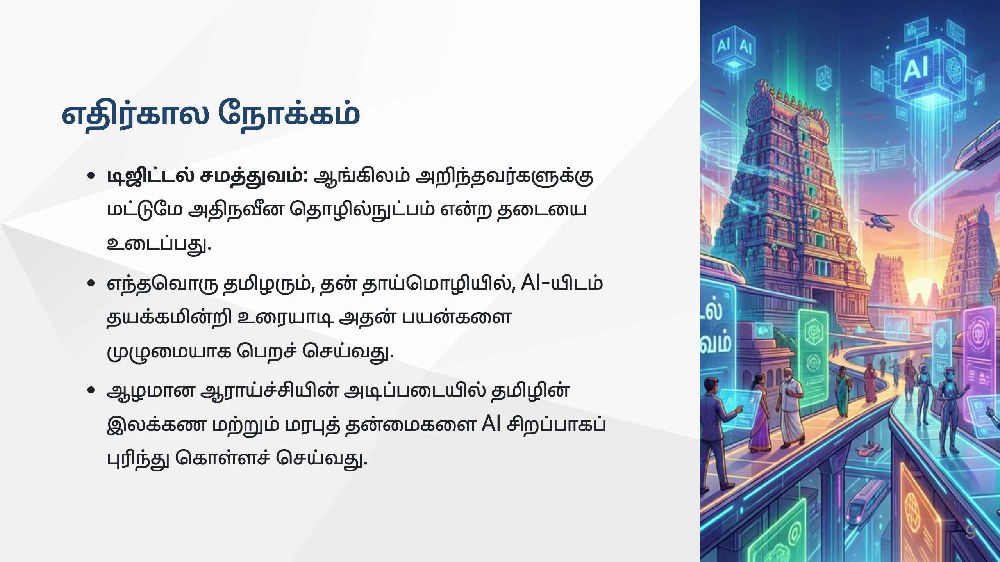 எதிர்கால நோக்கம்
• டிஜிட்டல் சமத்துவம்: ஆங்கிலம் அறிந்தவர்களுக்கு
மட்டுமே அதிநவீன தொழில்நுட்பம் என்ற தடையை
உடைப்பது.
• எந்தவொரு தமிழரும், தன் தாய்மொழியில், AI-யிடம்
தயக்கமின்றி உரையாடி அதன் பயன்களை
முழுமையாக பெறச் செய்வது.
• ஆழமான ஆராய்ச்சியின் அடிப்படையில் தமிழின்
இலக்கண மற்றும் மரபுத் தன்மைகளை AI சிறப்பாகப்
புரிந்து கொள்ளச் செய்வது.
AI AI
AI
டல்
வம்
9